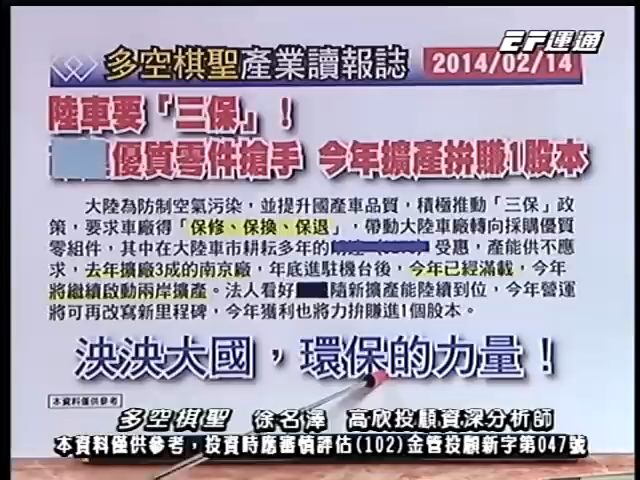 EF運通
多空棋聖產業讀報誌 2014/02/14
陸車要「三保」！
優質零件搶手 今年擴產拚賺1股本
大陸為防制空氣污染，並提升國產車品質，積極推動「三保」政
策，要求車廠得「保修、保換、保退」，帶動大陸車廠轉向採購優質
零組件，其中在大陸車市耕耘多年的 受惠，產能供不應
求，去年擴廠3成的南京廠，年底進駐機台後，今年已經滿載，今年
將繼續啟動兩岸擴產。法人看好 隨新擴產能陸續到位，今年營運
將可再改寫新里程碑，今年獲利也將力拚賺進1個股本。
泱泱大國，環保的力量！
本資料僅供參考
多空棋聖 徐名澤 高欣投顧資深分析師
本資料僅供參考，投資時應審慎評估(102)金管投顧新字第047號